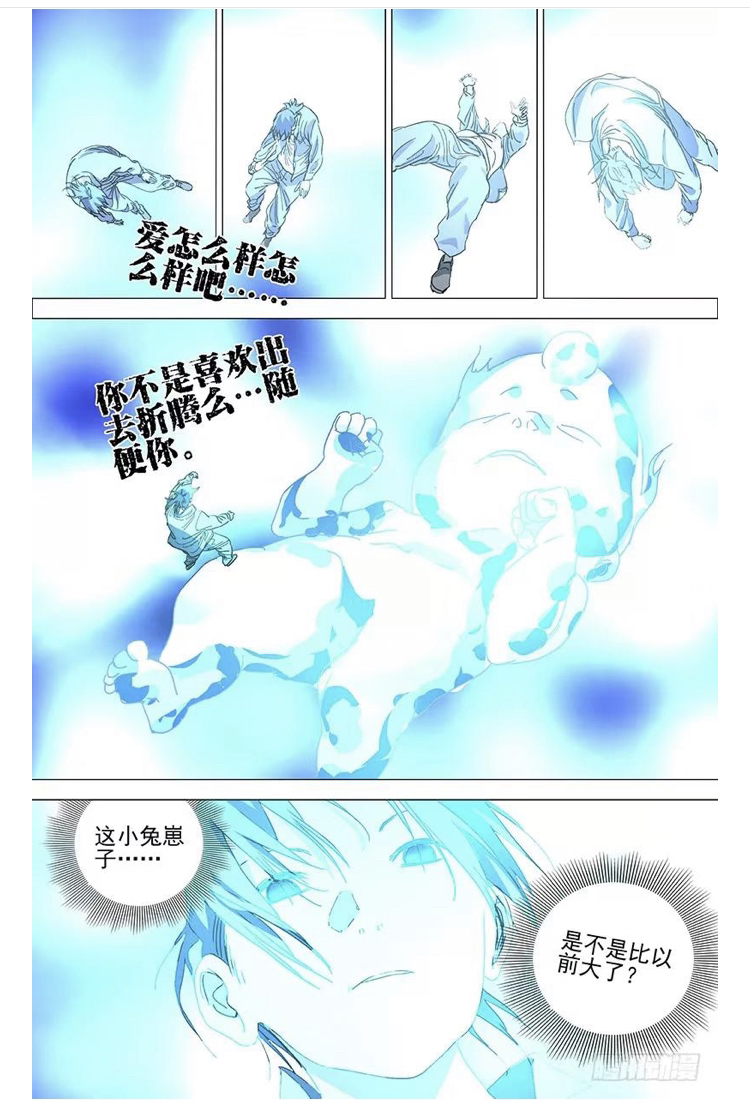 爱怎么样怎
么样吧……
你不是喜欢出
去折腾么…随
便你。
这小兔崽
子……
是不是比以
前大了？